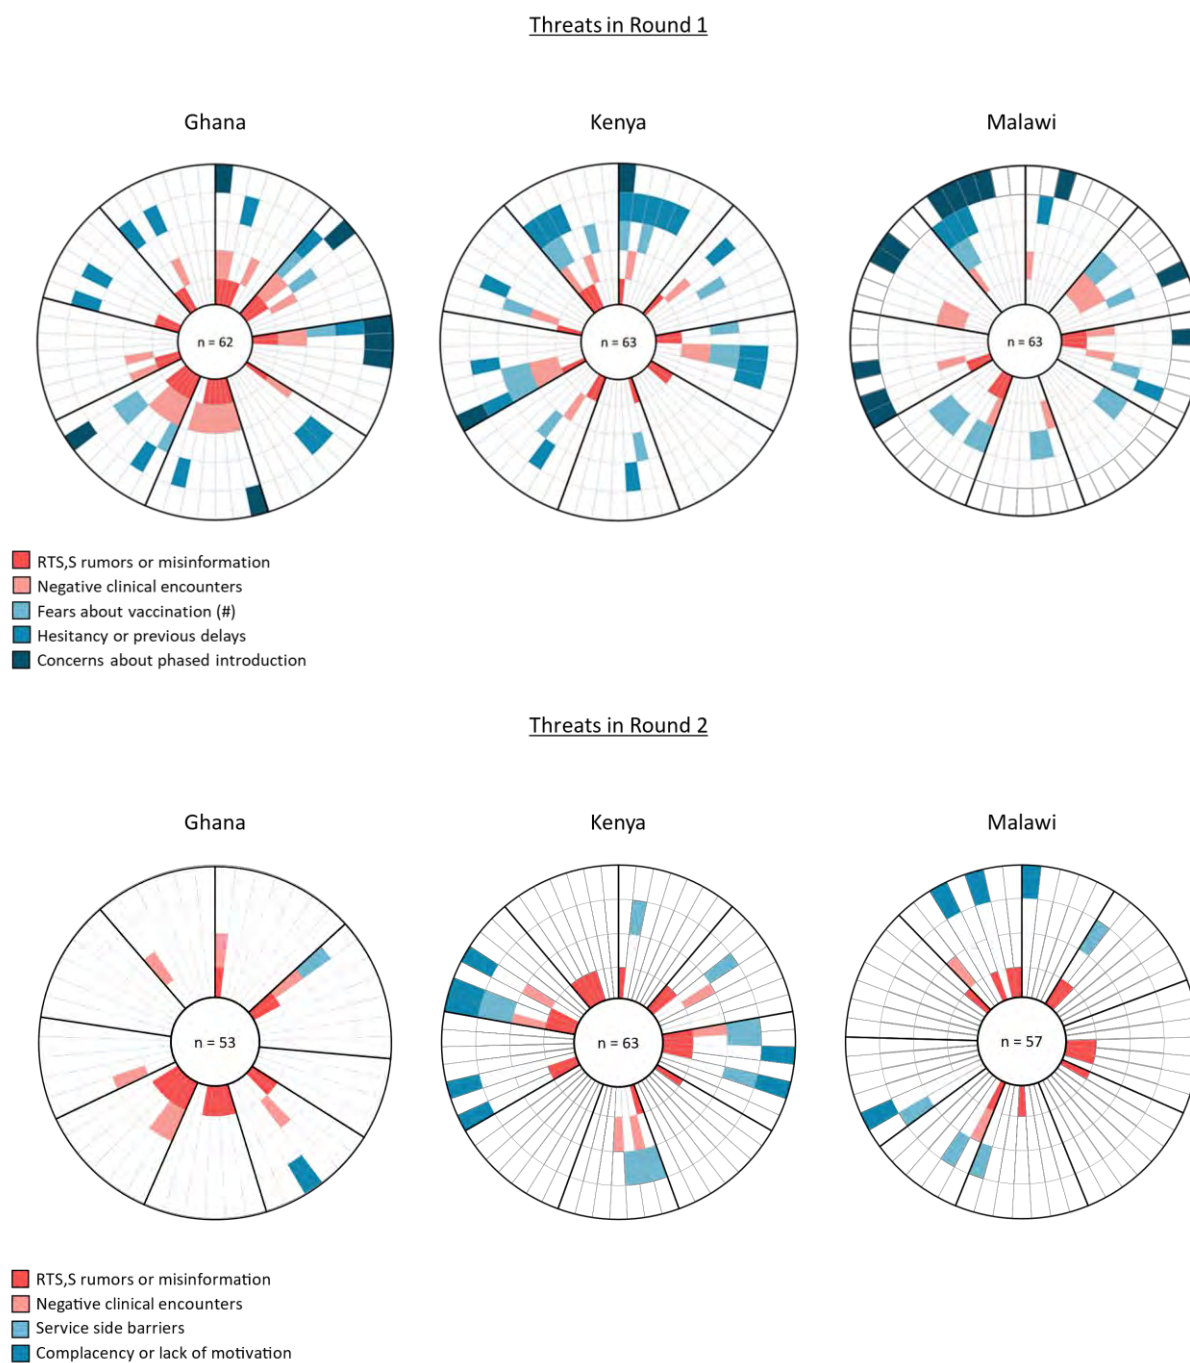 Threats in Round 1
Ghana
Kenya
Malawi
n = 62
n = 63
n = 63
RTS,S rumors or misinformation
Negative clinical encounters
Fears about vaccination (#)
Hesitancy or previous delays
Concerns about phased introduction
Threats in Round 2
Ghana
Kenya
Malawi
n = 53
n = 63
n = 57
RTS,S rumors or misinformation
Negative clinical encounters
Service side barriers
Complacency or lack of motivation